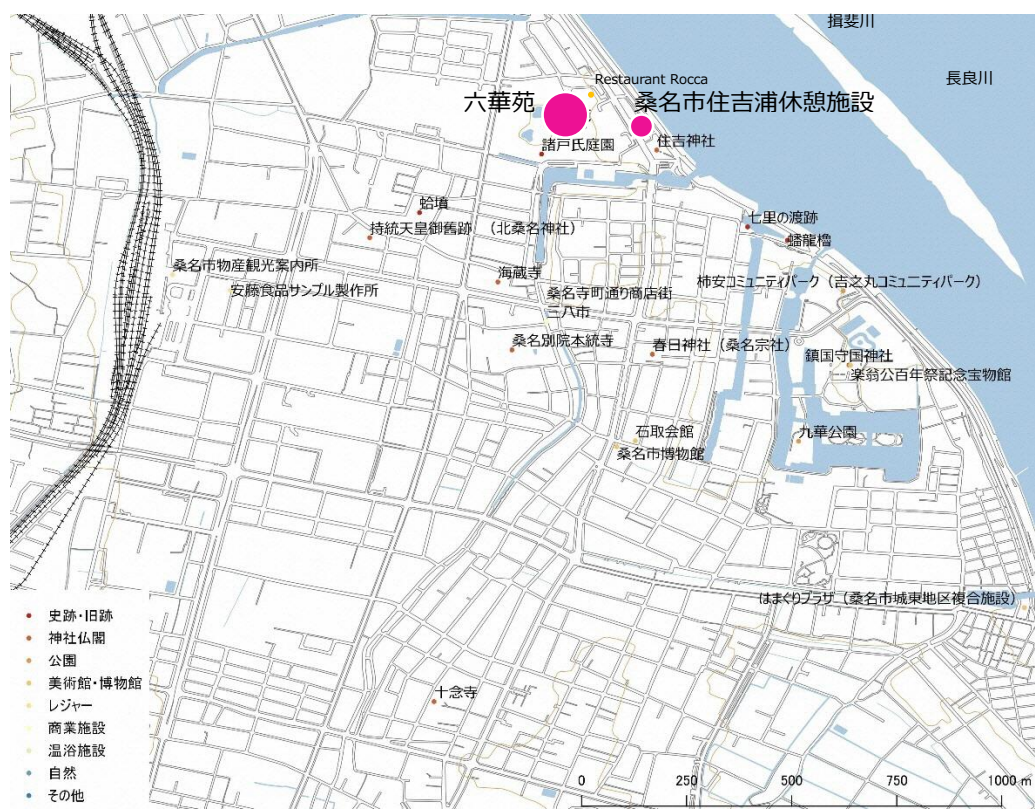 揖斐川
長良川
Restaurant Rocca
六華苑
桑名市住吉浦休憩施設
諸戸氏庭園
住吉神社
蛤墳
七里の渡跡
持統天皇御舊跡 （北桑名神社）
蟠龍櫓
桑名市物産観光案内所
海蔵寺
柿安コミュニティパーク（吉之丸コミュニティパーク）
安藤食品サンプル製作所
桑名寺町通り商店街
三八市
桑名別院本統寺
春日神社（桑名宗社）
鎮国守国神社
楽翁公百年祭記念宝物館
石取会館
九華公園
桑名市博物館
はまぐりプラザ（桑名市城東地区複合施設）
十念寺
史跡・旧跡
神社仏閣
公園
美術館・博物館
レジャー
商業施設
温浴施設
自然
その他
0 250 500 750 1000 m